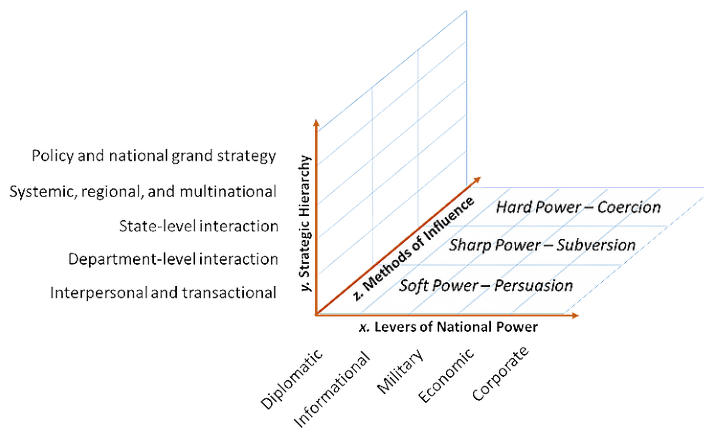 Policy and national grand strategy
Systemic, regional, and multinational
State-level interaction
Department-level interaction
Interpersonal and transactional
y. Strategic Hierarchy
z. Methods of Influence
Hard Power – Coercion
Sharp Power – Subversion
Soft Power – Persuasion
x. Levers of National Power
Diplomatic
Informational
Military
Economic
Corporate